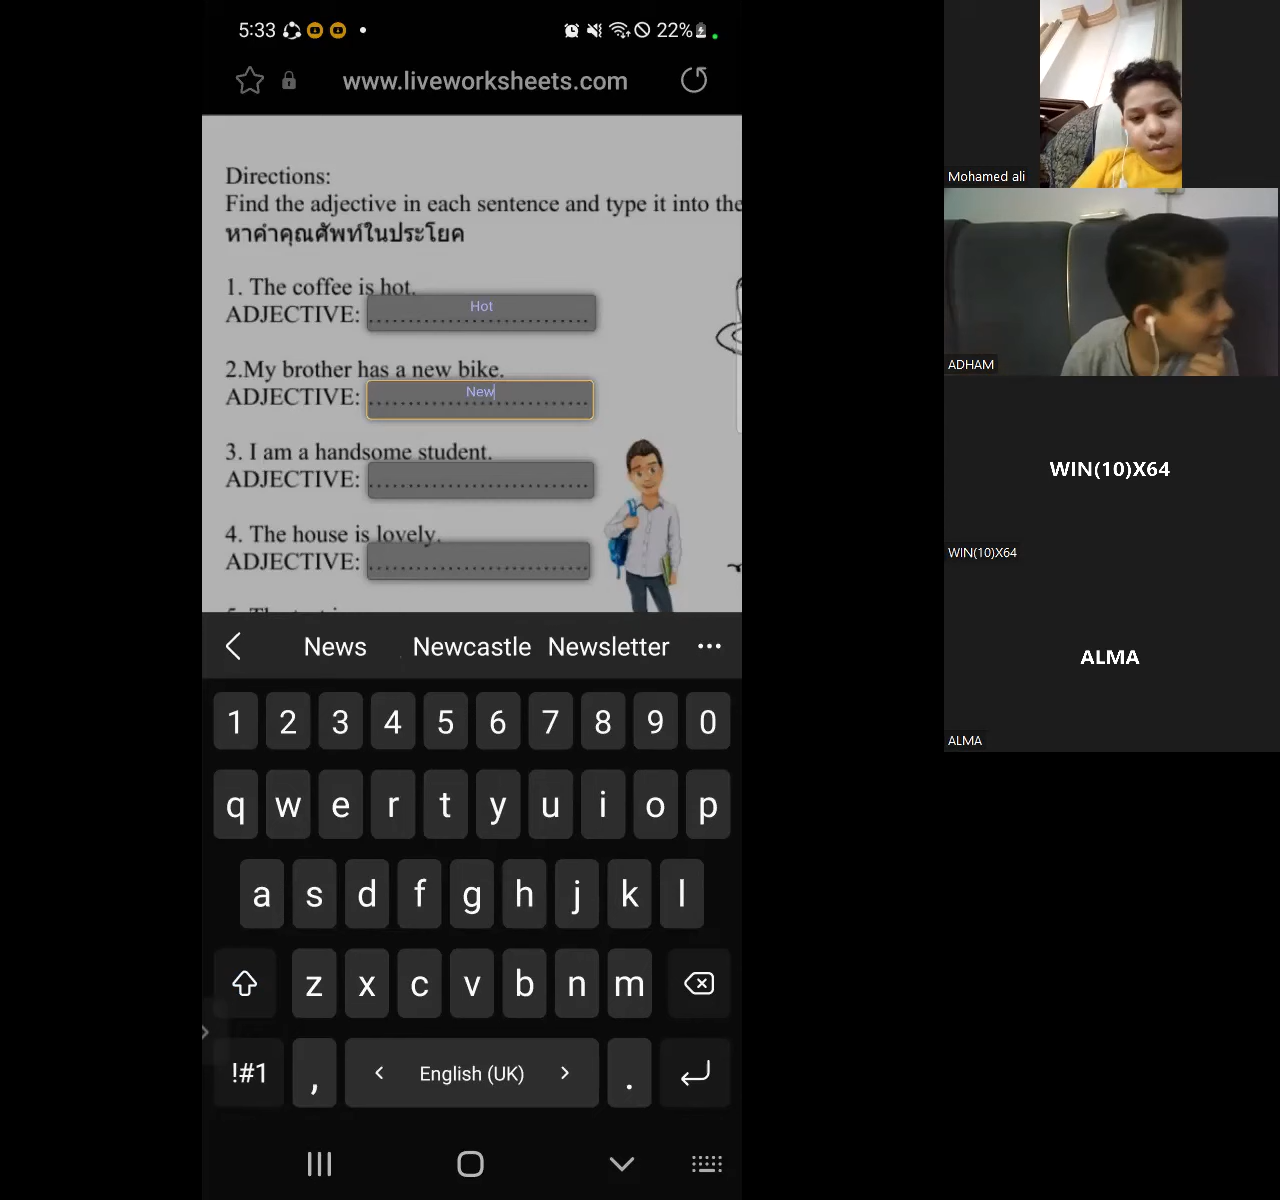 5:33
22%
www.liveworksheets.com
Directions:
Find the adjective in each sentence and type it into the
หาคำคุณศัพท์ในประโยค
1. The coffee is hot.
ADJECTIVE: Hot
2.My brother has a new bike.
ADJECTIVE: New
3. I am a handsome student.
ADJECTIVE:
4. The house is lovely.
ADJECTIVE:
News Newcastle Newsletter
1 2 3 4 5 6 7 8 9 0
q w e r t y u i o p
a s d f g h j k l
z x c v b n m
!#1 , English (UK) .
Mohamed ali
ADHAM
WIN(10)X64
WIN(10)X64
ALMA
ALMA